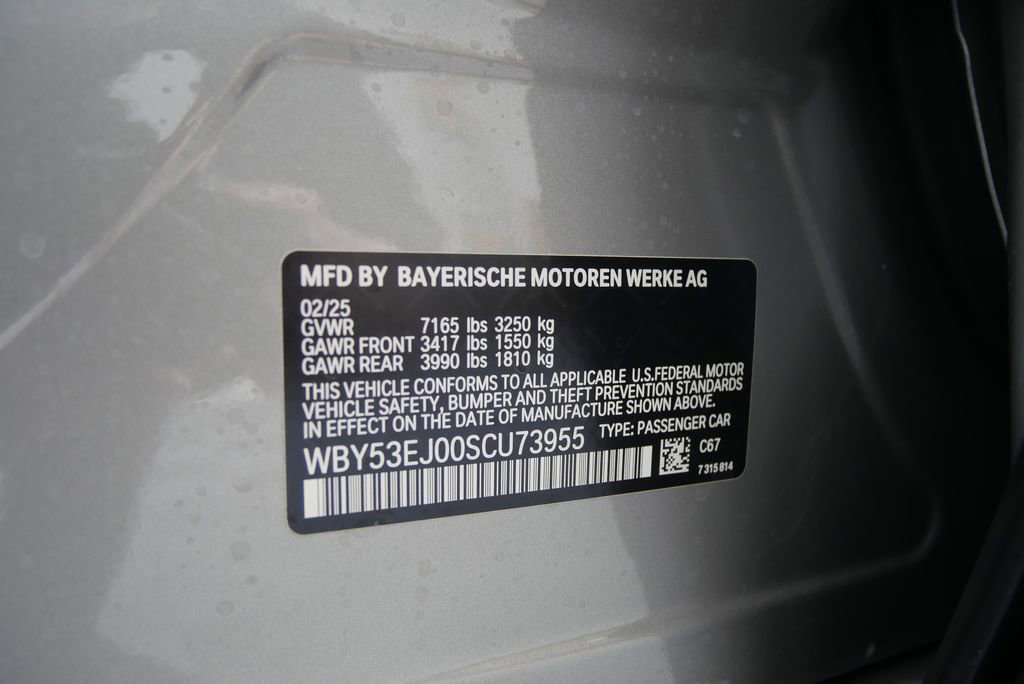 MFD BY BAYERISCHE MOTOREN WERKE AG
02/25
GVWR 7165 lbs 3250 kg
GAWR FRONT 3417 lbs 1550 kg
GAWR REAR 3990 lbs 1810 kg
THIS VEHICLE CONFORMS TO ALL APPLICABLE U.S.FEDERAL MOTOR
VEHICLE SAFETY, BUMPER AND THEFT PREVENTION STANDARDS
IN EFFECT ON THE DATE OF MANUFACTURE SHOWN ABOVE.
WBY53EJ00SCU73955 TYPE: PASSENGER CAR
C67
7 315 814